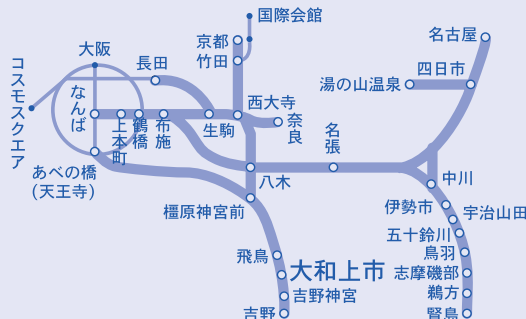 国際会館
京都
竹田
名古屋
四日市
湯の山温泉
大阪
長田
コスモスクエア
なんば
上本町
鶴橋
布施
生駒
西大寺
奈良
名張
あべの橋
(天王寺)
八木
中川
橿原神宮前
伊勢市
宇治山田
五十鈴川
鳥羽
志摩磯部
鵜方
賢島
飛鳥
大和上市
吉野神宮
吉野